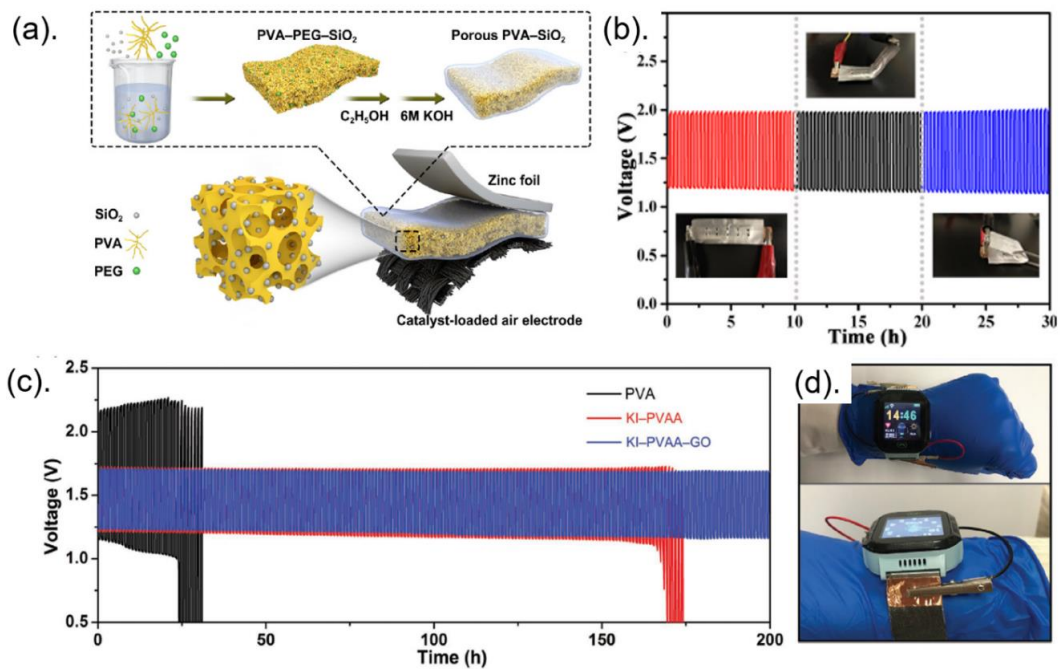 (a).
PVA–PEG–SiO₂
Porous PVA–SiO₂
C₂H₅OH
6M KOH
Zinc foil
SiO₂
PVA
PEG
Catalyst-loaded air electrode
(b).
Voltage (V)
2.5
2.0
1.5
1.0
0.5
0.0
0 5 10 15 20 25 30
Time (h)
(c).
Voltage (V)
2.5
2.0
1.5
1.0
0.5
PVA
KI–PVAA
KI–PVAA–GO
0 50 100 150 200
Time (h)
(d).
14:46